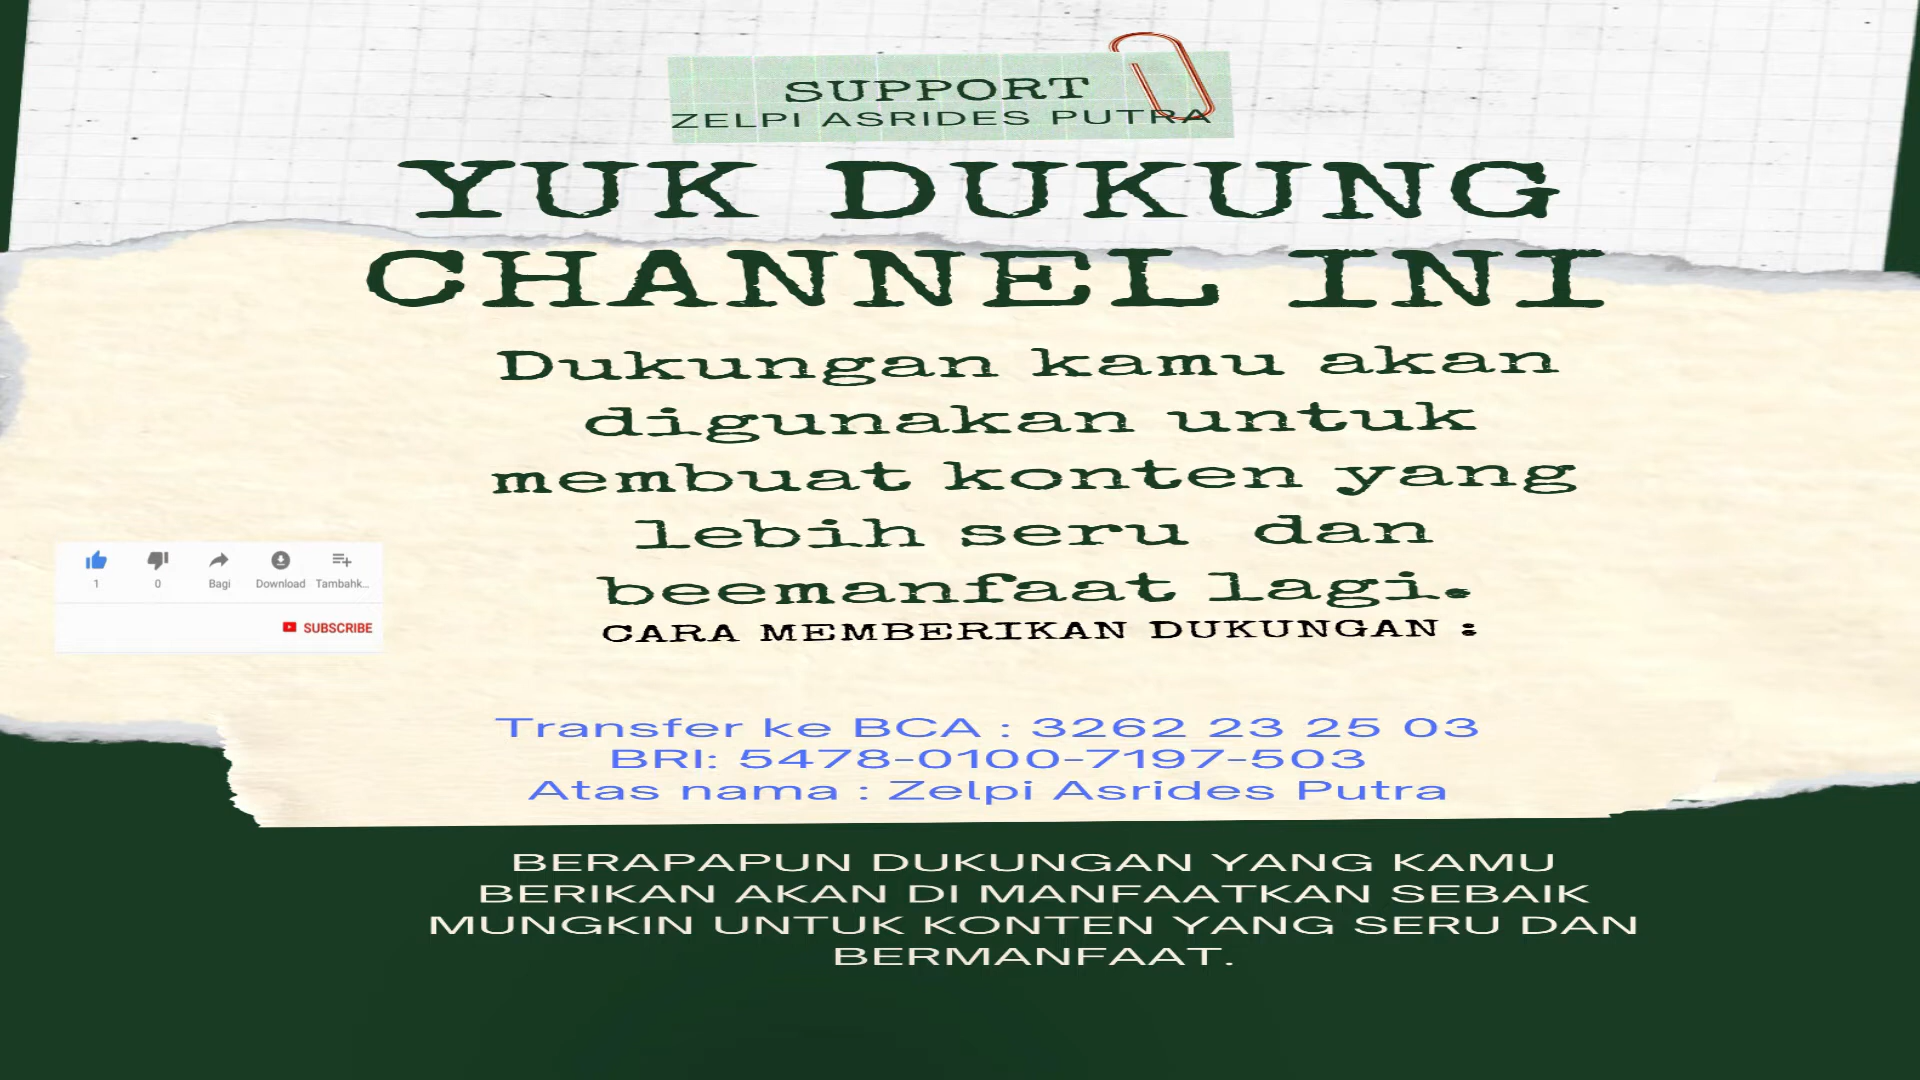 SUPPORT
ZELPI ASRIDES PUTRA
YUK DUKUNG
CHANNEL INI
Dukungan kamu akan
digunakan untuk
membuat konten yang
lebih seru dan
beemanfaat lagi.
CARA MEMBERIKAN DUKUNGAN :
1 0 Bagi Download Tambahk...
SUBSCRIBE
Transfer ke BCA : 3262 23 25 03
BRI: 5478-0100-7197-503
Atas nama : Zelpi Asrides Putra
BERAPAPUN DUKUNGAN YANG KAMU
BERIKAN AKAN DI MANFAATKAN SEBAIK
MUNGKIN UNTUK KONTEN YANG SERU DAN
BERMANFAAT.